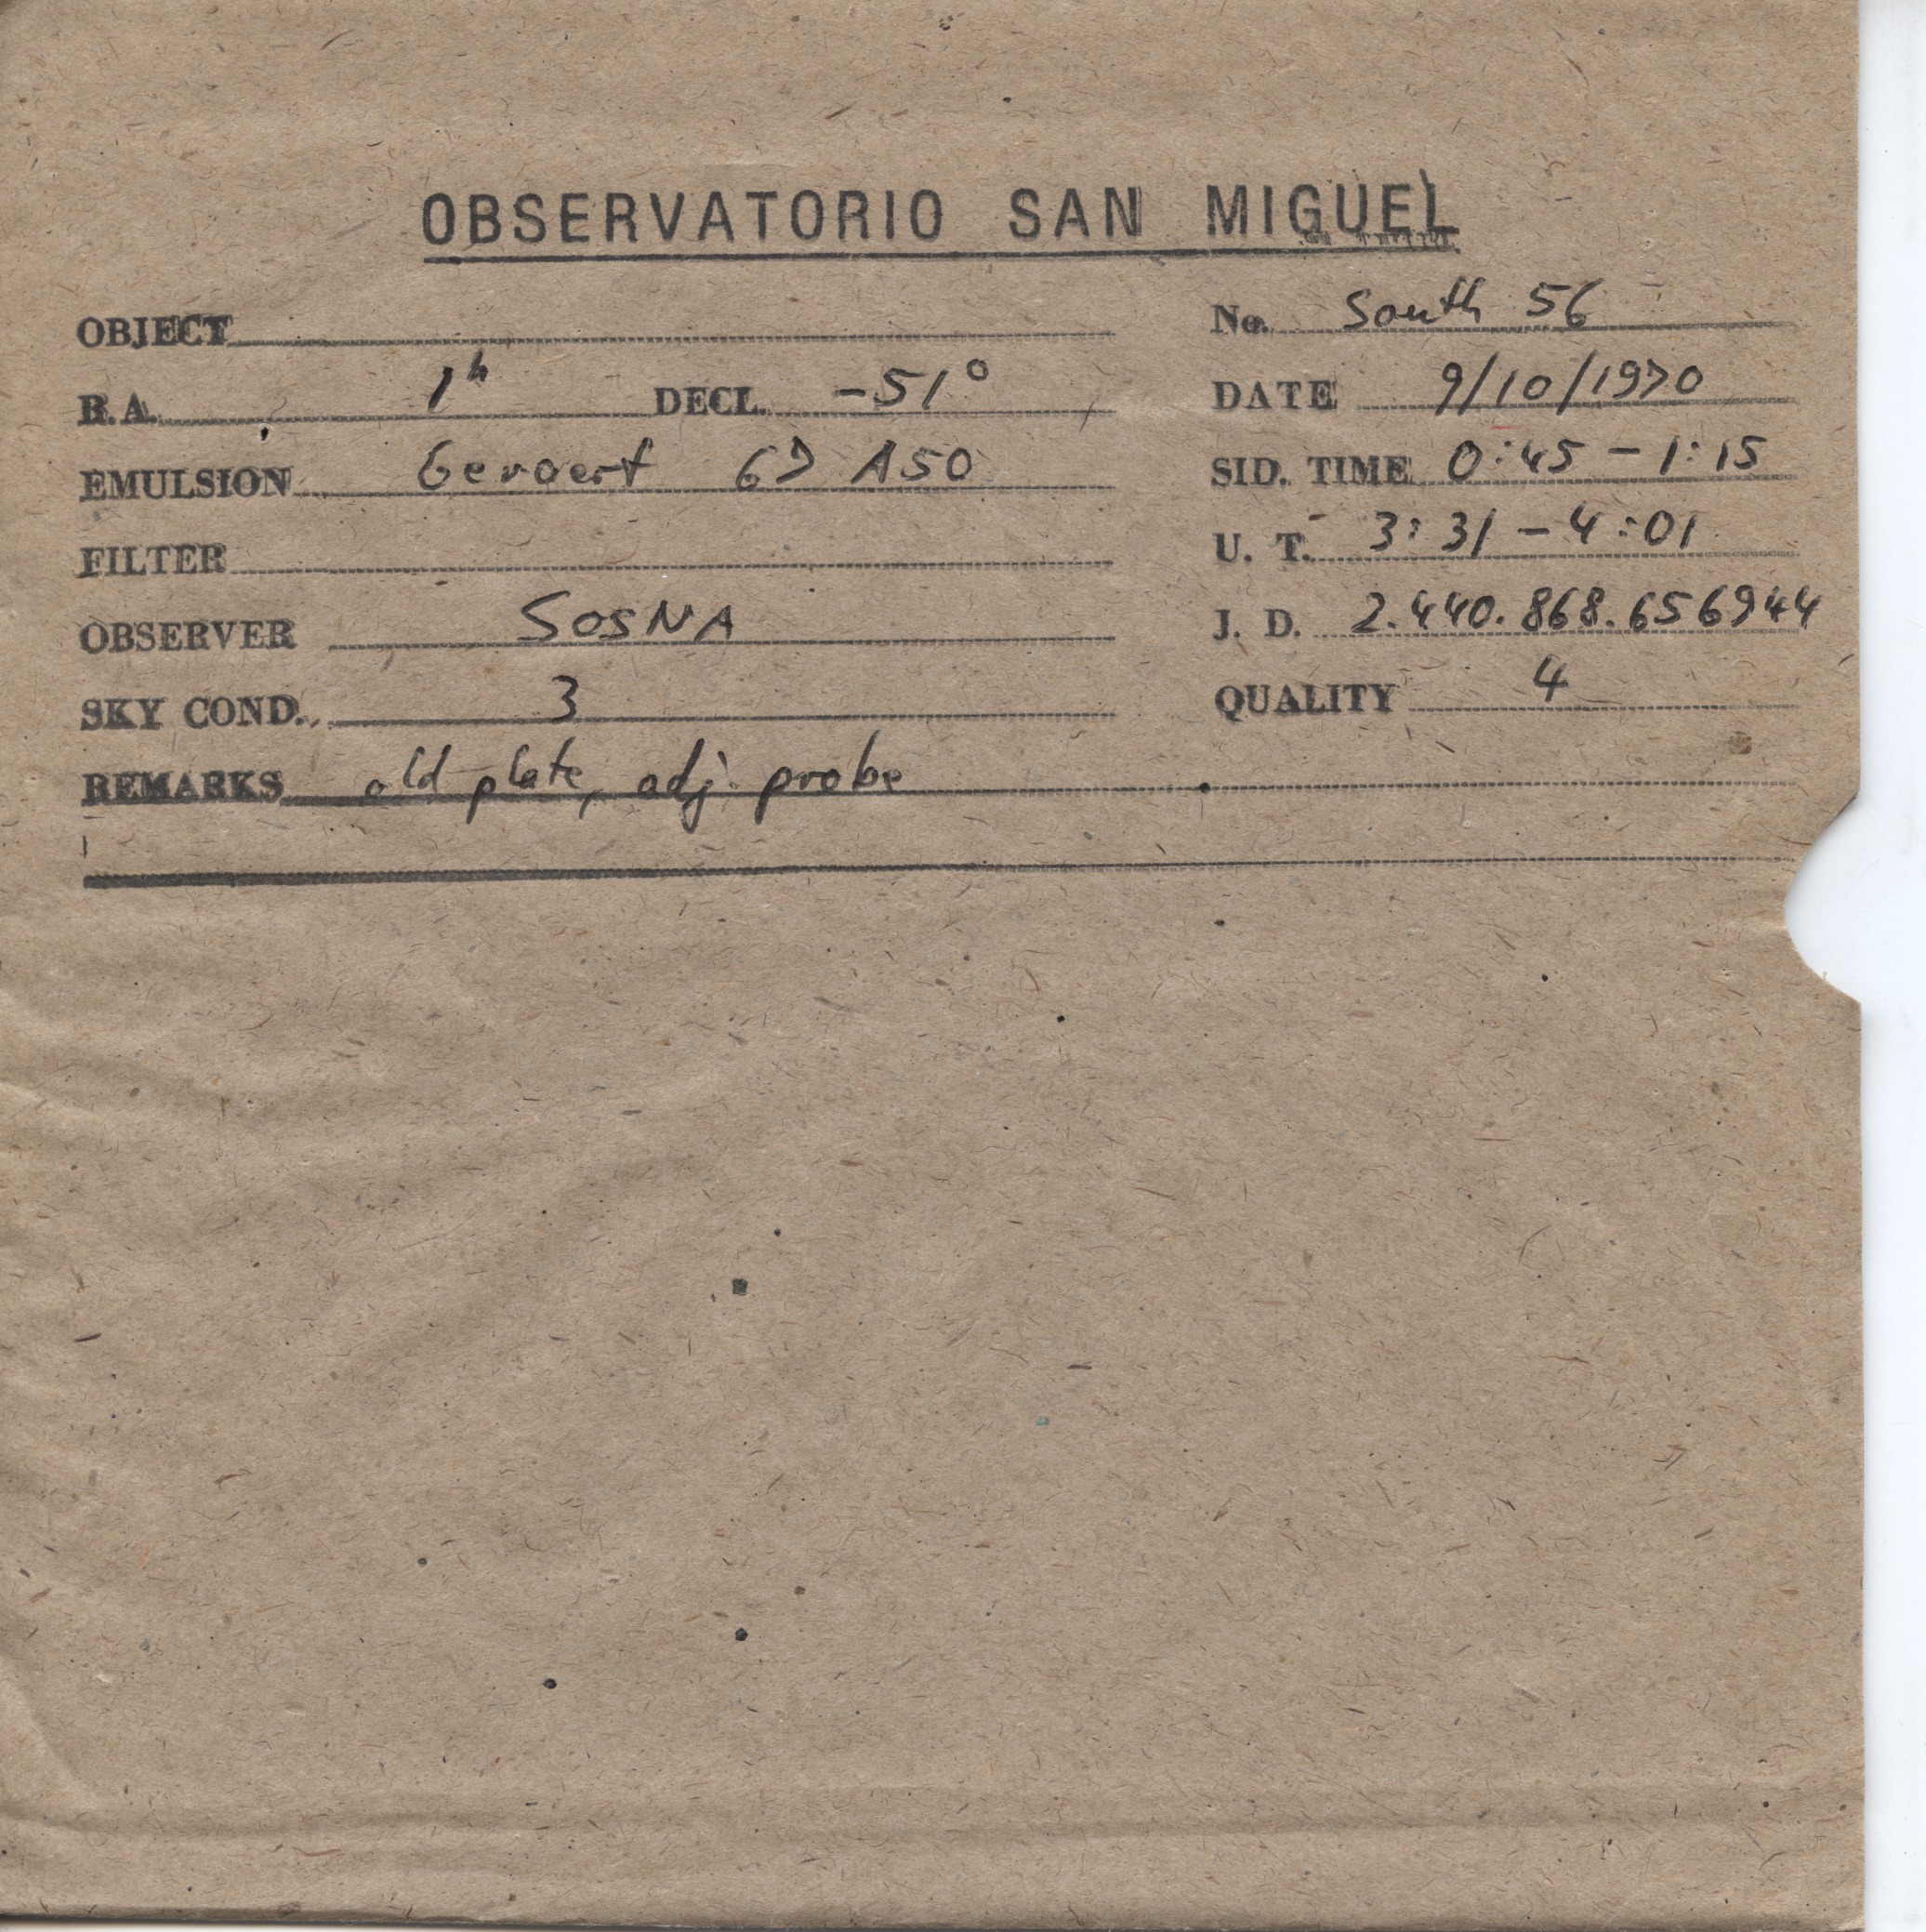 OBSERVATORIO SAN MIGUEL
OBJECT
No. South 56
R.A. 1h DECL. -51°
DATE 9/10/1970
EMULSION Gevaert 67 A50
SID. TIME 0:45 - 1:15
FILTER
U. T. 3:31 - 4:01
OBSERVER SOSNA
J. D. 2.440.868.656944
SKY COND. 3
QUALITY 4
REMARKS old plate, adj. probe